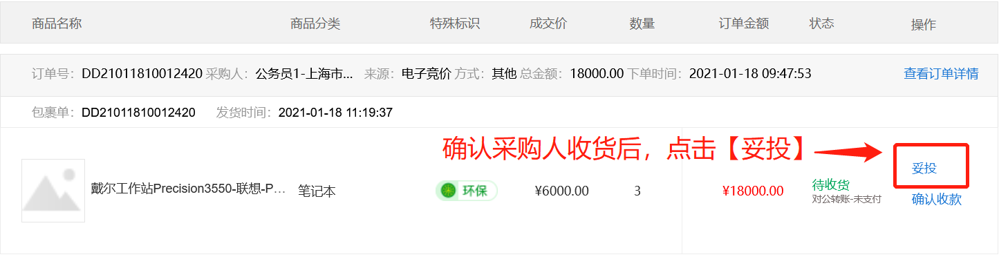 商品名称 商品分类 特殊标识 成交价 数量 订单金额 状态 操作
订单号：DD21011810012420 采购人：公务员1-上海市... 来源：电子竞价 方式：其他 总金额：18000.00 下单时间：2021-01-18 09:47:53 查看订单详情
包裹单：DD21011810012420 发货时间：2021-01-18 11:19:37
确认采购人收货后，点击【妥投】
妥投
戴尔工作站Precision3550-联想-P... 笔记本 环保 ¥6000.00 3 ¥18000.00 待收货
对公转账-未支付
确认收款